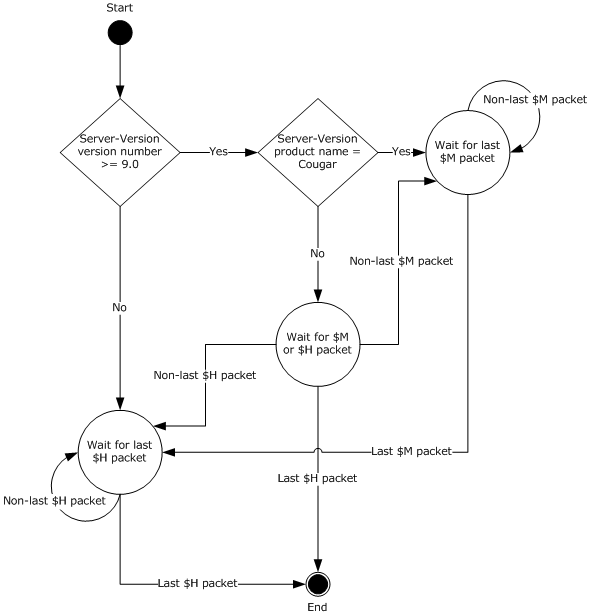 Start
Server-Version
version number
>= 9.0
Yes
Server-Version
product name =
Cougar
Yes
Wait for last
$M packet
Non-last $M packet
No
No
Non-last $M packet
Wait for $M
or $H packet
Non-last $H packet
Wait for last
$H packet
Last $M packet
Last $H packet
Non-last $H packet
Last $H packet
End